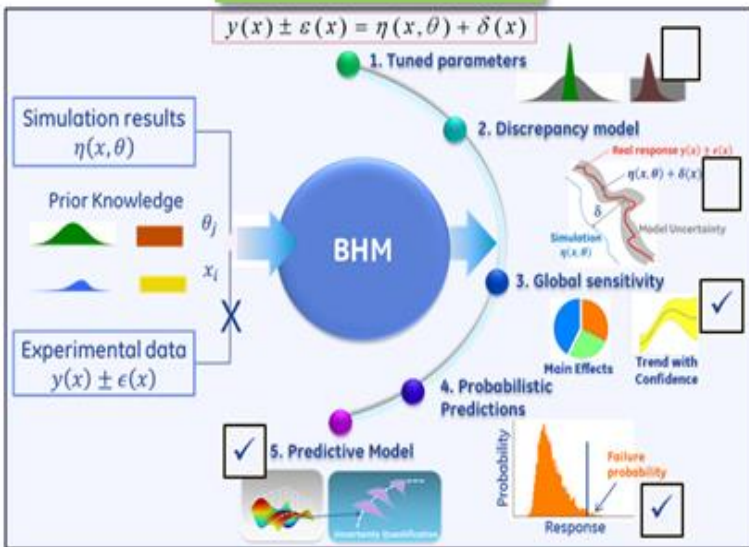 y(x) ± ε(x) = η(x,θ) + δ(x)
1. Tuned parameters
Simulation results
η(x,θ)
2. Discrepancy model
Real response y(x) ± ε(x)
η(x,θ) + δ(x)
δ
Model Uncertainty
Simulation
η(x,θ)
Prior Knowledge
θj
xi
BHM
X
Experimental data
y(x) ± ϵ(x)
3. Global sensitivity
✓
Main Effects
Trend with
Confidence
4. Probabilistic
Predictions
✓
5. Predictive Model
Uncertainty Quantification
Probability
Failure
probability
✓
Response